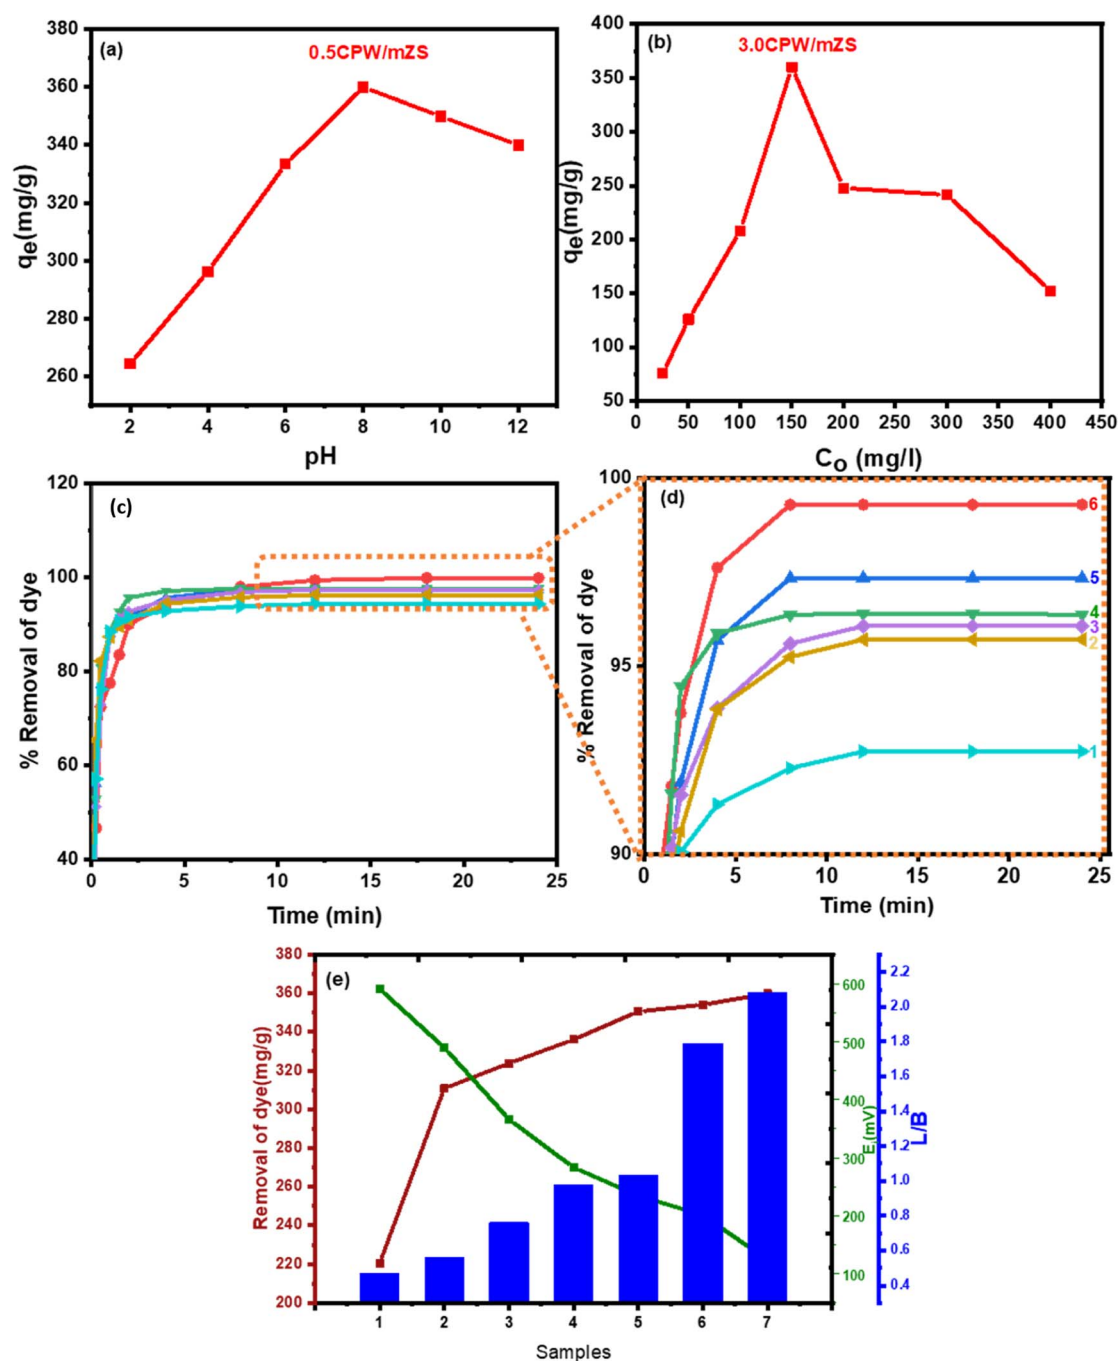 (a)
0.5CPW/mZS
380
360
340
320
300
280
260
qe(mg/g)
2 4 6 8 10 12
pH
(b)
3.0CPW/mZS
400
350
300
250
200
150
100
50
qe(mg/g)
0 50 100 150 200 250 300 350 400 450
CO (mg/l)
(c)
120
100
80
60
40
% Removal of dye
0 5 10 15 20 25
Time (min)
(d)
100
95
90
% Removal of dye
6
5
4
3
2
1
0 5 10 15 20 25
Time (min)
(e)
380
360
340
320
300
280
260
240
220
200
Removal of dye(mg/g)
600
500
400
300
200
100
Ei(mV)
2.2
2.0
1.8
1.6
1.4
1.2
1.0
0.8
0.6
0.4
L/B
1 2 3 4 5 6 7
Samples